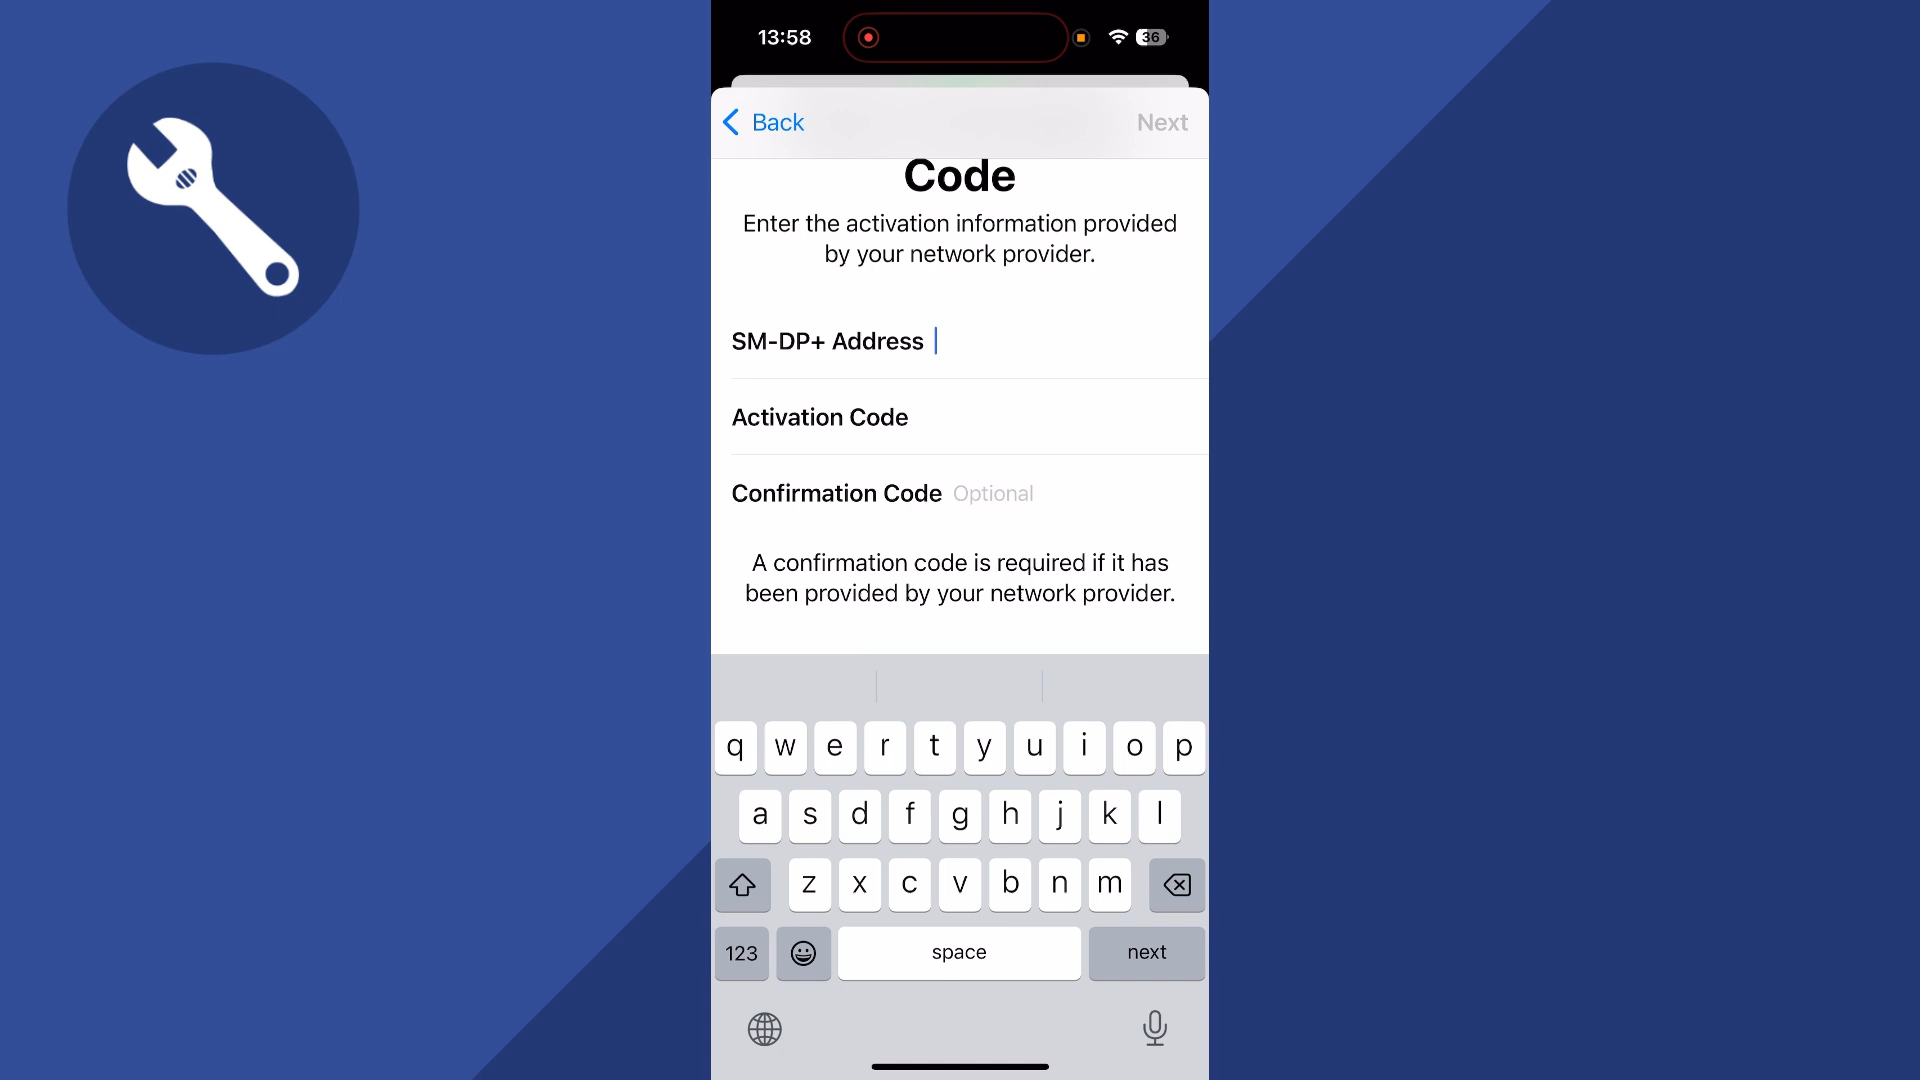 13:58
36
Back
Next
Code
Enter the activation information provided
by your network provider.
SM-DP+ Address
Activation Code
Confirmation Code Optional
A confirmation code is required if it has
been provided by your network provider.
q w e r t y u i o p
a s d f g h j k l
z x c v b n m
123 space next